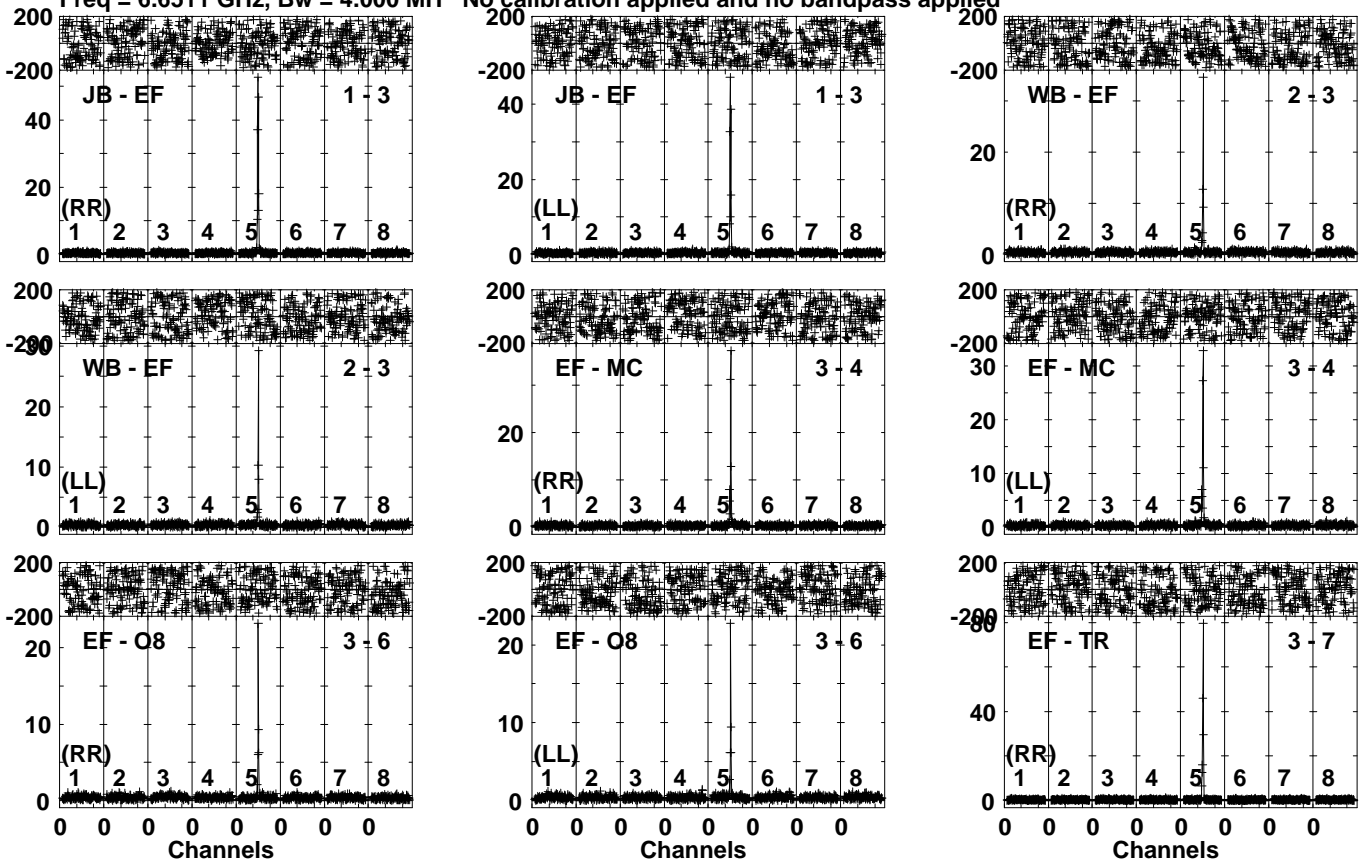 Freq = 6.6511 GHz, Bw = 4.000 MH No calibration applied and no bandpass applied
200 200 200
-200 -200 -200
JB - EF 1 - 3 JB - EF 1 - 3 WB - EF 2 - 3
40 40
20 20 20
(RR) (LL) (RR)
1 2 3 4 5 6 7 8 1 2 3 4 5 6 7 8 1 2 3 4 5 6 7 8
0 0 0
200 200 200
-200 -200 -200
30
WB - EF 2 - 3 EF - MC 3 - 4 EF - MC 3 - 4
30
20 20 20
10 10
(LL) (RR) (LL)
1 2 3 4 5 6 7 8 1 2 3 4 5 6 7 8 1 2 3 4 5 6 7 8
0 0 0
200 200 200
-200 -200 -200
80
EF - O8 3 - 6 EF - O8 3 - 6 EF - TR 3 - 7
20 20
10 10 40
(RR) (LL) (RR)
1 2 3 4 5 6 7 8 1 2 3 4 5 6 7 8 1 2 3 4 5 6 7 8
0 0 0
0 0 0 0 0 0 0 0 0 0 0 0 0 0 0 0 0 0 0 0 0 0 0 0
Channels Channels Channels